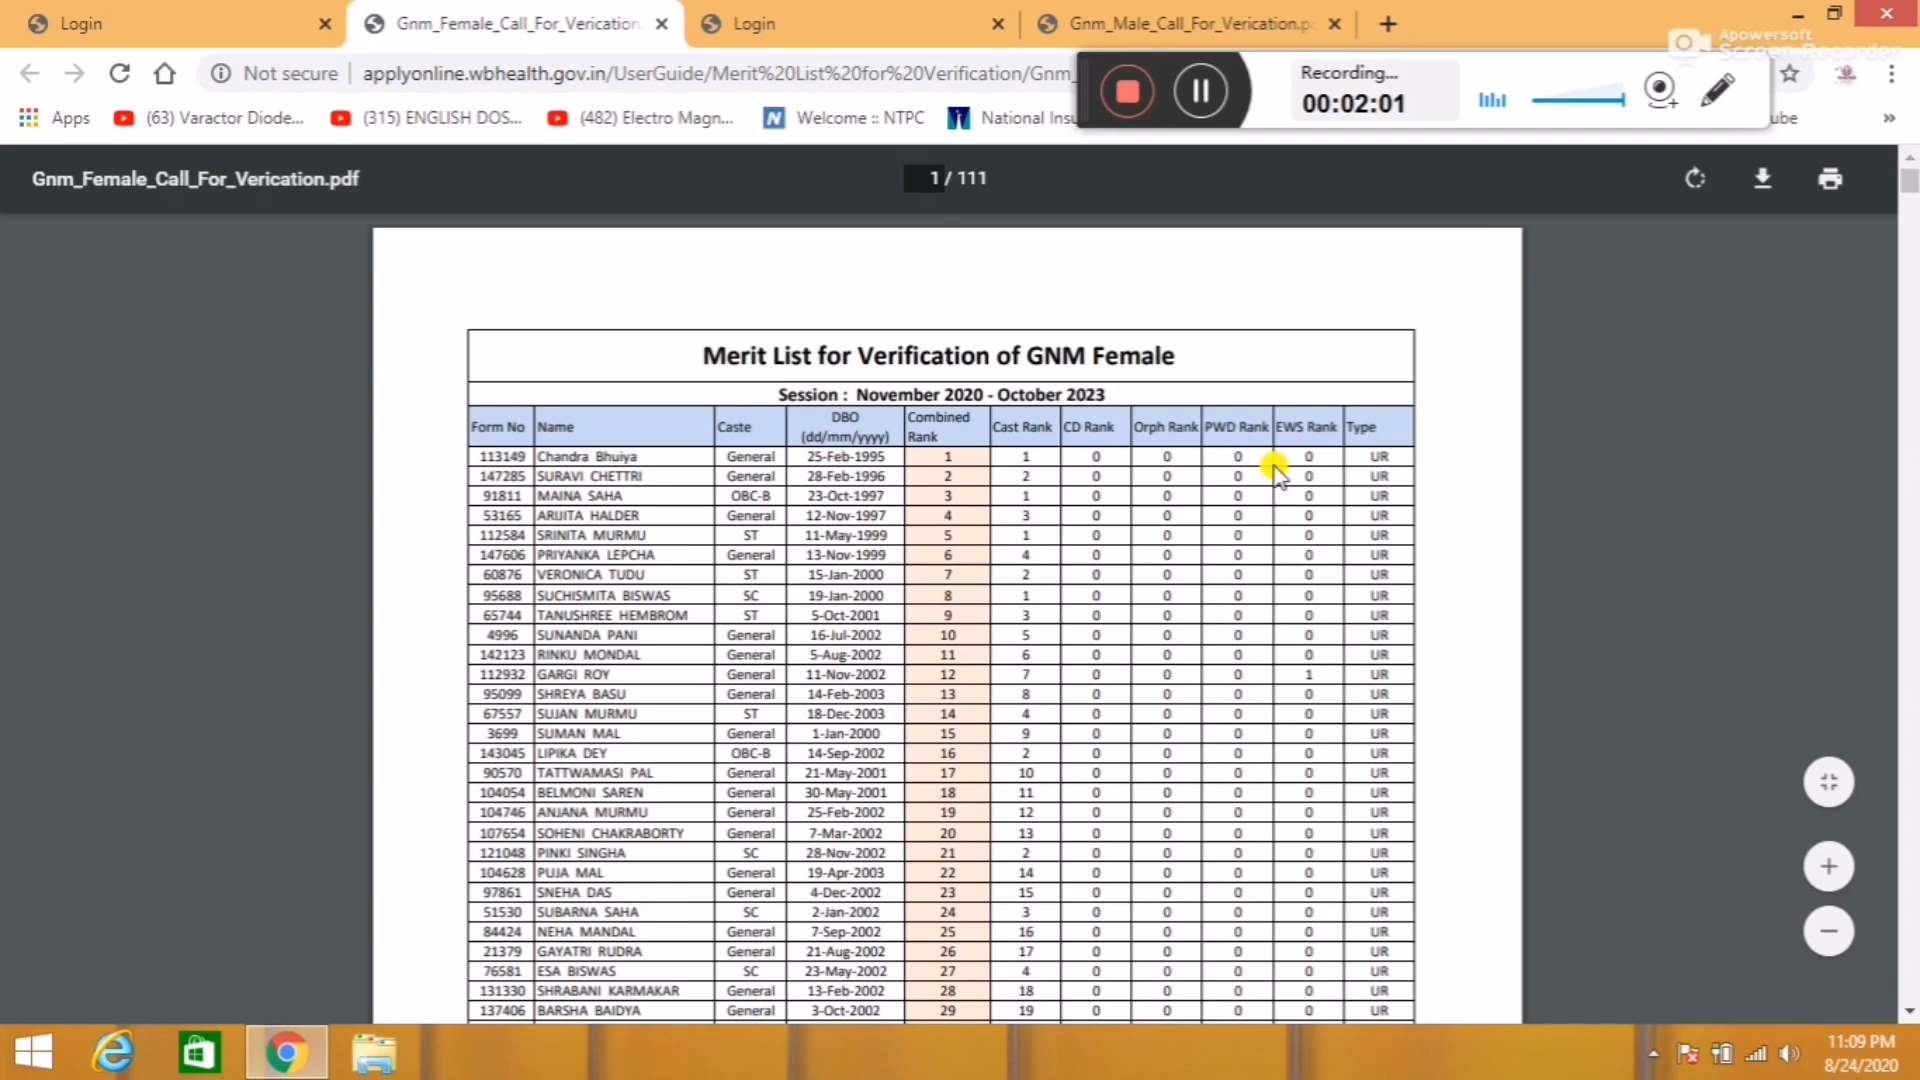 Login
Gnm_Female_Call_For_Verication
Login
Gnm_Male_Call_For_Verication.p
Apowersoft
Screen Recorder
Not secure
applyonline.wbhealth.gov.in/UserGuide/Merit%20List%20for%20Verification/Gnm_
Recording...
00:02:01
Apps
(63) Varactor Diode...
(315) ENGLISH DOS...
(482) Electro Magn...
Welcome :: NTPC
National Insu
ube
»
Gnm_Female_Call_For_Verication.pdf
1 / 111
Merit List for Verification of GNM Female
Session : November 2020 - October 2023
Form No Name Caste DBO (dd/mm/yyyy) Combined Rank Cast Rank CD Rank Orph Rank PWD Rank EWS Rank Type
113149 Chandra Bhuiya General 25-Feb-1995 1 1 0 0 0 0 UR
147285 SURAVI CHETTRI General 28-Feb-1996 2 2 0 0 0 0 UR
91811 MAINA SAHA OBC-B 23-Oct-1997 3 1 0 0 0 0 UR
53165 ARIJITA HALDER General 12-Nov-1997 4 3 0 0 0 0 UR
112584 SRINITA MURMU ST 11-May-1999 5 1 0 0 0 0 UR
147606 PRIYANKA LEPCHA General 13-Nov-1999 6 4 0 0 0 0 UR
60876 VERONICA TUDU ST 15-Jan-2000 7 2 0 0 0 0 UR
95688 SUCHISMITA BISWAS SC 19-Jan-2000 8 1 0 0 0 0 UR
65744 TANUSHREE HEMBROM ST 5-Oct-2001 9 3 0 0 0 0 UR
4996 SUNANDA PANI General 16-Jul-2002 10 5 0 0 0 0 UR
142123 RINKU MONDAL General 5-Aug-2002 11 6 0 0 0 0 UR
112932 GARGI ROY General 11-Nov-2002 12 7 0 0 0 1 UR
95099 SHREYA BASU General 14-Feb-2003 13 8 0 0 0 0 UR
67557 SUJAN MURMU ST 18-Dec-2003 14 4 0 0 0 0 UR
3699 SUMAN MAL General 1-Jan-2000 15 9 0 0 0 0 UR
143045 LIPIKA DEY OBC-B 14-Sep-2002 16 2 0 0 0 0 UR
90570 TATTWAMASI PAL General 21-May-2001 17 10 0 0 0 0 UR
104054 BELMONI SAREN General 30-May-2001 18 11 0 0 0 0 UR
104746 ANJANA MURMU General 25-Feb-2002 19 12 0 0 0 0 UR
107654 SOHENI CHAKRABORTY General 7-Mar-2002 20 13 0 0 0 0 UR
121048 PINKI SINGHA SC 28-Nov-2002 21 2 0 0 0 0 UR
104628 PUJA MAL General 19-Apr-2003 22 14 0 0 0 0 UR
97861 SNEHA DAS General 4-Dec-2002 23 15 0 0 0 0 UR
51530 SUBARNA SAHA SC 2-Jan-2002 24 3 0 0 0 0 UR
84424 NEHA MANDAL General 7-Sep-2002 25 16 0 0 0 0 UR
21379 GAYATRI RUDRA General 21-Aug-2002 26 17 0 0 0 0 UR
76581 ESA BISWAS SC 23-May-2002 27 4 0 0 0 0 UR
131330 SHRABANI KARMAKAR General 13-Feb-2002 28 18 0 0 0 0 UR
137406 BARSHA BAIDYA General 3-Oct-2002 29 19 0 0 0 0 UR
11:09 PM
8/24/2020